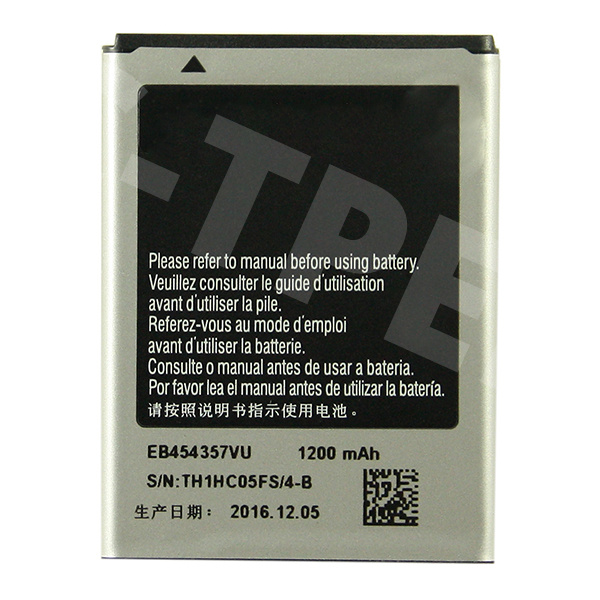 -TPE
Please refer to manual before using battery.
Veuillez consulter le guide d'utilisation
avant d'utiliser la pile.
Referez-vous au mode d'emploi
avant d'utiliser la batterie.
Consulte o manual antes de usar a bateria.
Por favor lea el manual antes de utilizar la batería.
请按照说明书指示使用电池。
EB454357VU 1200 mAh
S/N:TH1HC05FS/4-B
生产日期: 2016.12.05